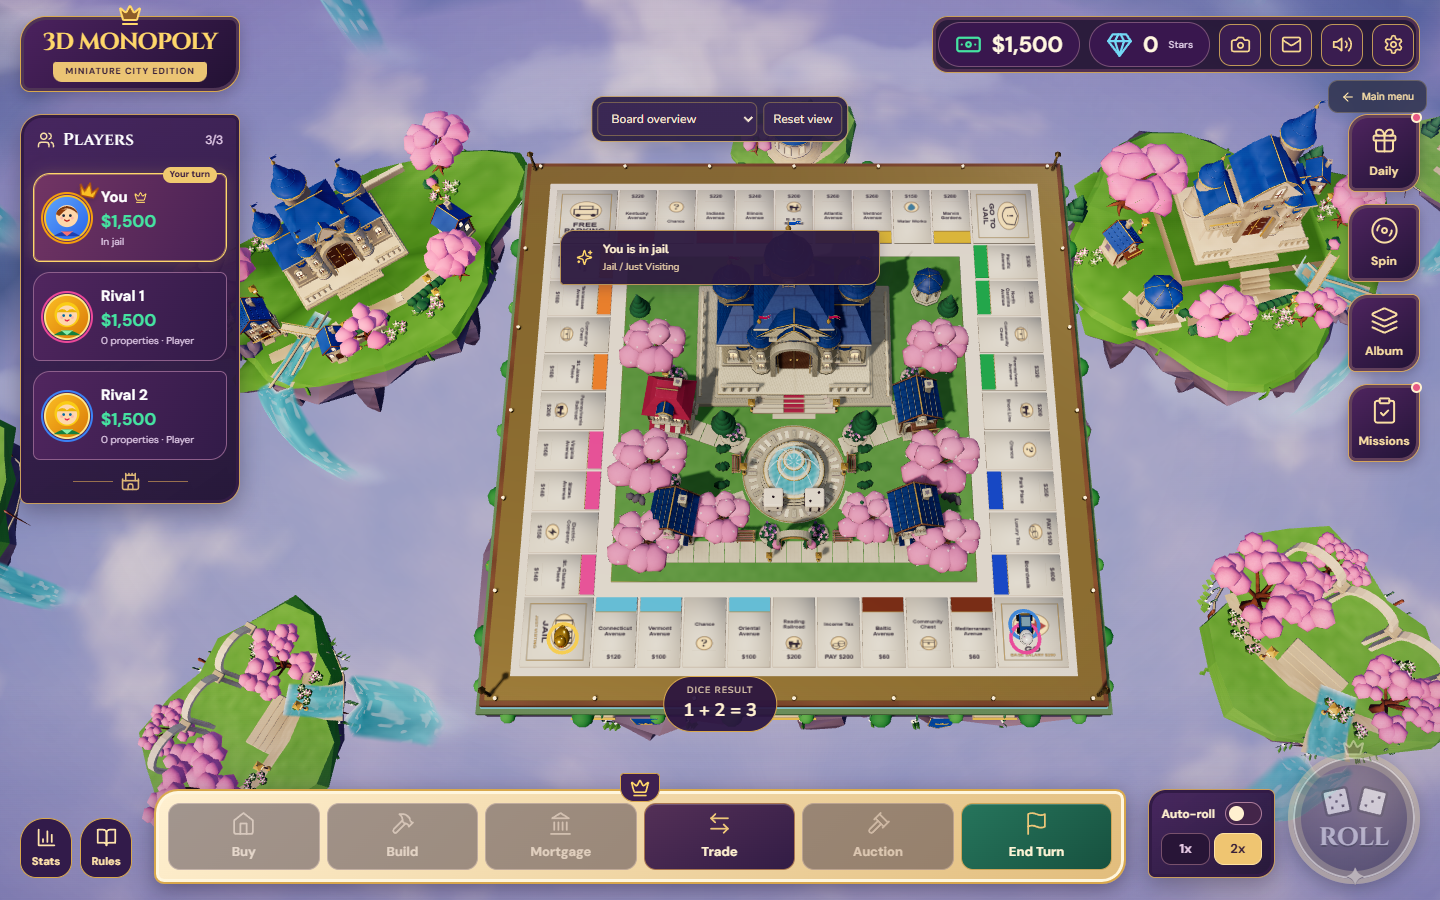 3D MONOPOLY
MINIATURE CITY EDITION
$1,500
0 Stars
Main menu
Board overview
Reset view
PLAYERS
3/3
Your turn
You
$1,500
In jail
Rival 1
$1,500
0 properties · Player
Rival 2
$1,500
0 properties · Player
Daily
Spin
Album
Missions
You is in jail
Jail / Just Visiting
FREE
GO TO
JAIL
Kentucky
Avenue
Chance
Indiana
Avenue
Illinois
Avenue
Atlantic
Avenue
Ventnor
Avenue
Water Works
Marvin
Gardens
JAIL
Connecticut
Avenue
$120
Vermont
Avenue
$100
Chance
Oriental
Avenue
$100
Reading
Railroad
$200
Income Tax
PAY $200
Baltic
Avenue
$60
Community
Chest
Mediterranean
Avenue
$60
DICE RESULT
1 + 2 = 3
Stats
Rules
Buy
Build
Mortgage
Trade
Auction
End Turn
Auto-roll
1x
2x
ROLL